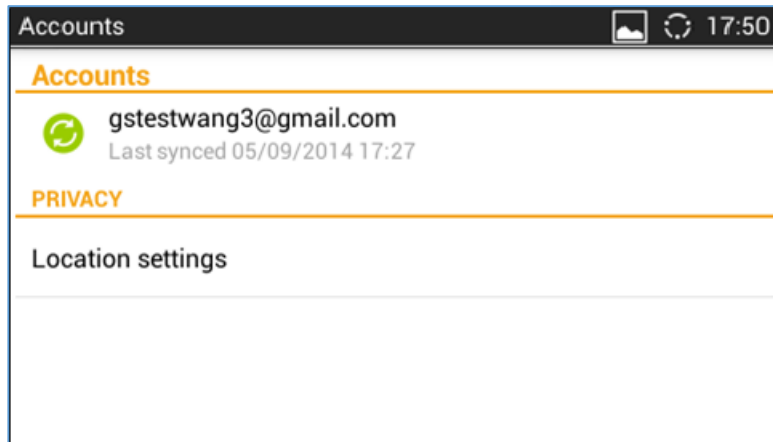 Accounts 17:50
Accounts
gstestwang3@gmail.com
Last synced 05/09/2014 17:27
PRIVACY
Location settings